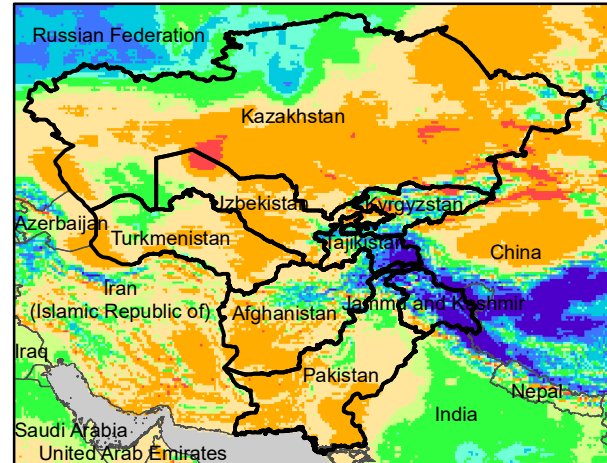 Russian Federation
Kazakhstan
Izbekistan
Kyrgyzstan
Azerbaijan
Turkmenistan
Tajikistan
China
Iran
(Islamic Republic of)
Afghanistan
Jammu and Kashmir
Iraq
Pakistan
Nepal
India
Saudi Arabia
United Arab Emirates